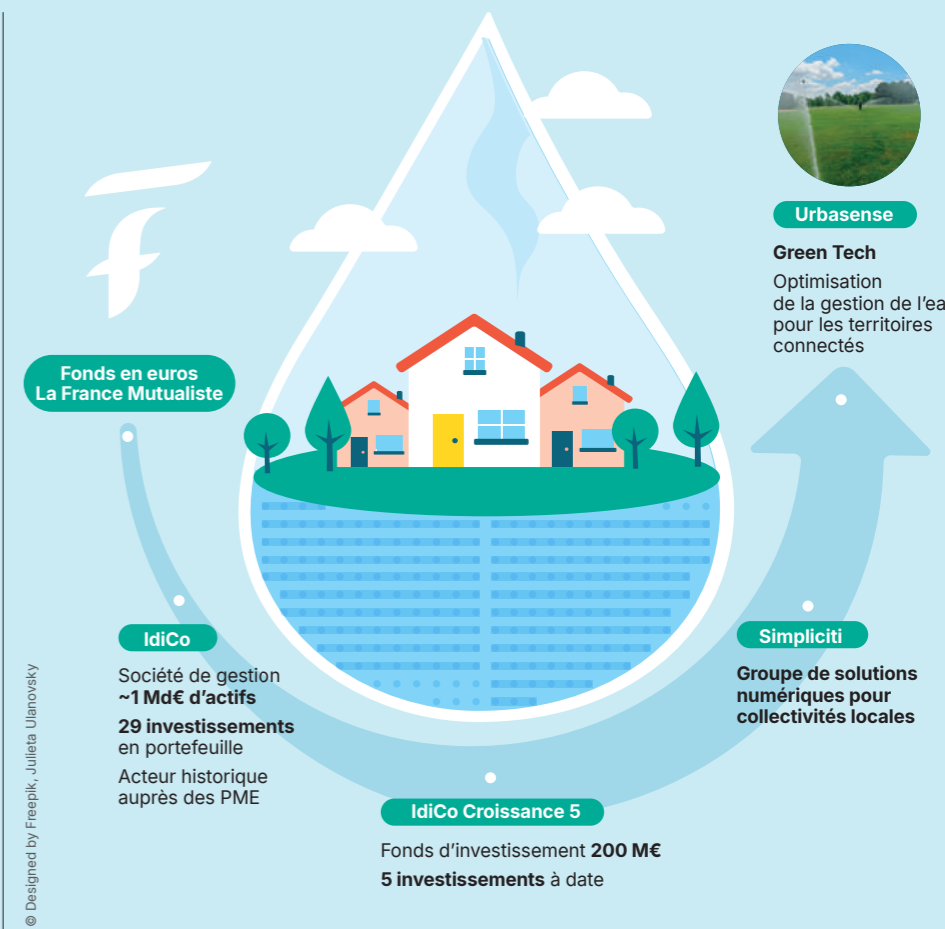 Fonds en euros
La France Mutualiste
IdiCo
Société de gestion
~1 Md€ d'actifs
29 investissements
en portefeuille
Acteur historique
auprès des PME
IdiCo Croissance 5
Fonds d'investissement 200 M€
5 investissements à date
Simpliciti
Groupe de solutions
numériques pour
collectivités locales
Urbasense
Green Tech
Optimisation
de la gestion de l'ea
pour les territoires
connectés
© Designed by Freepik, Julieta Ulanovsky